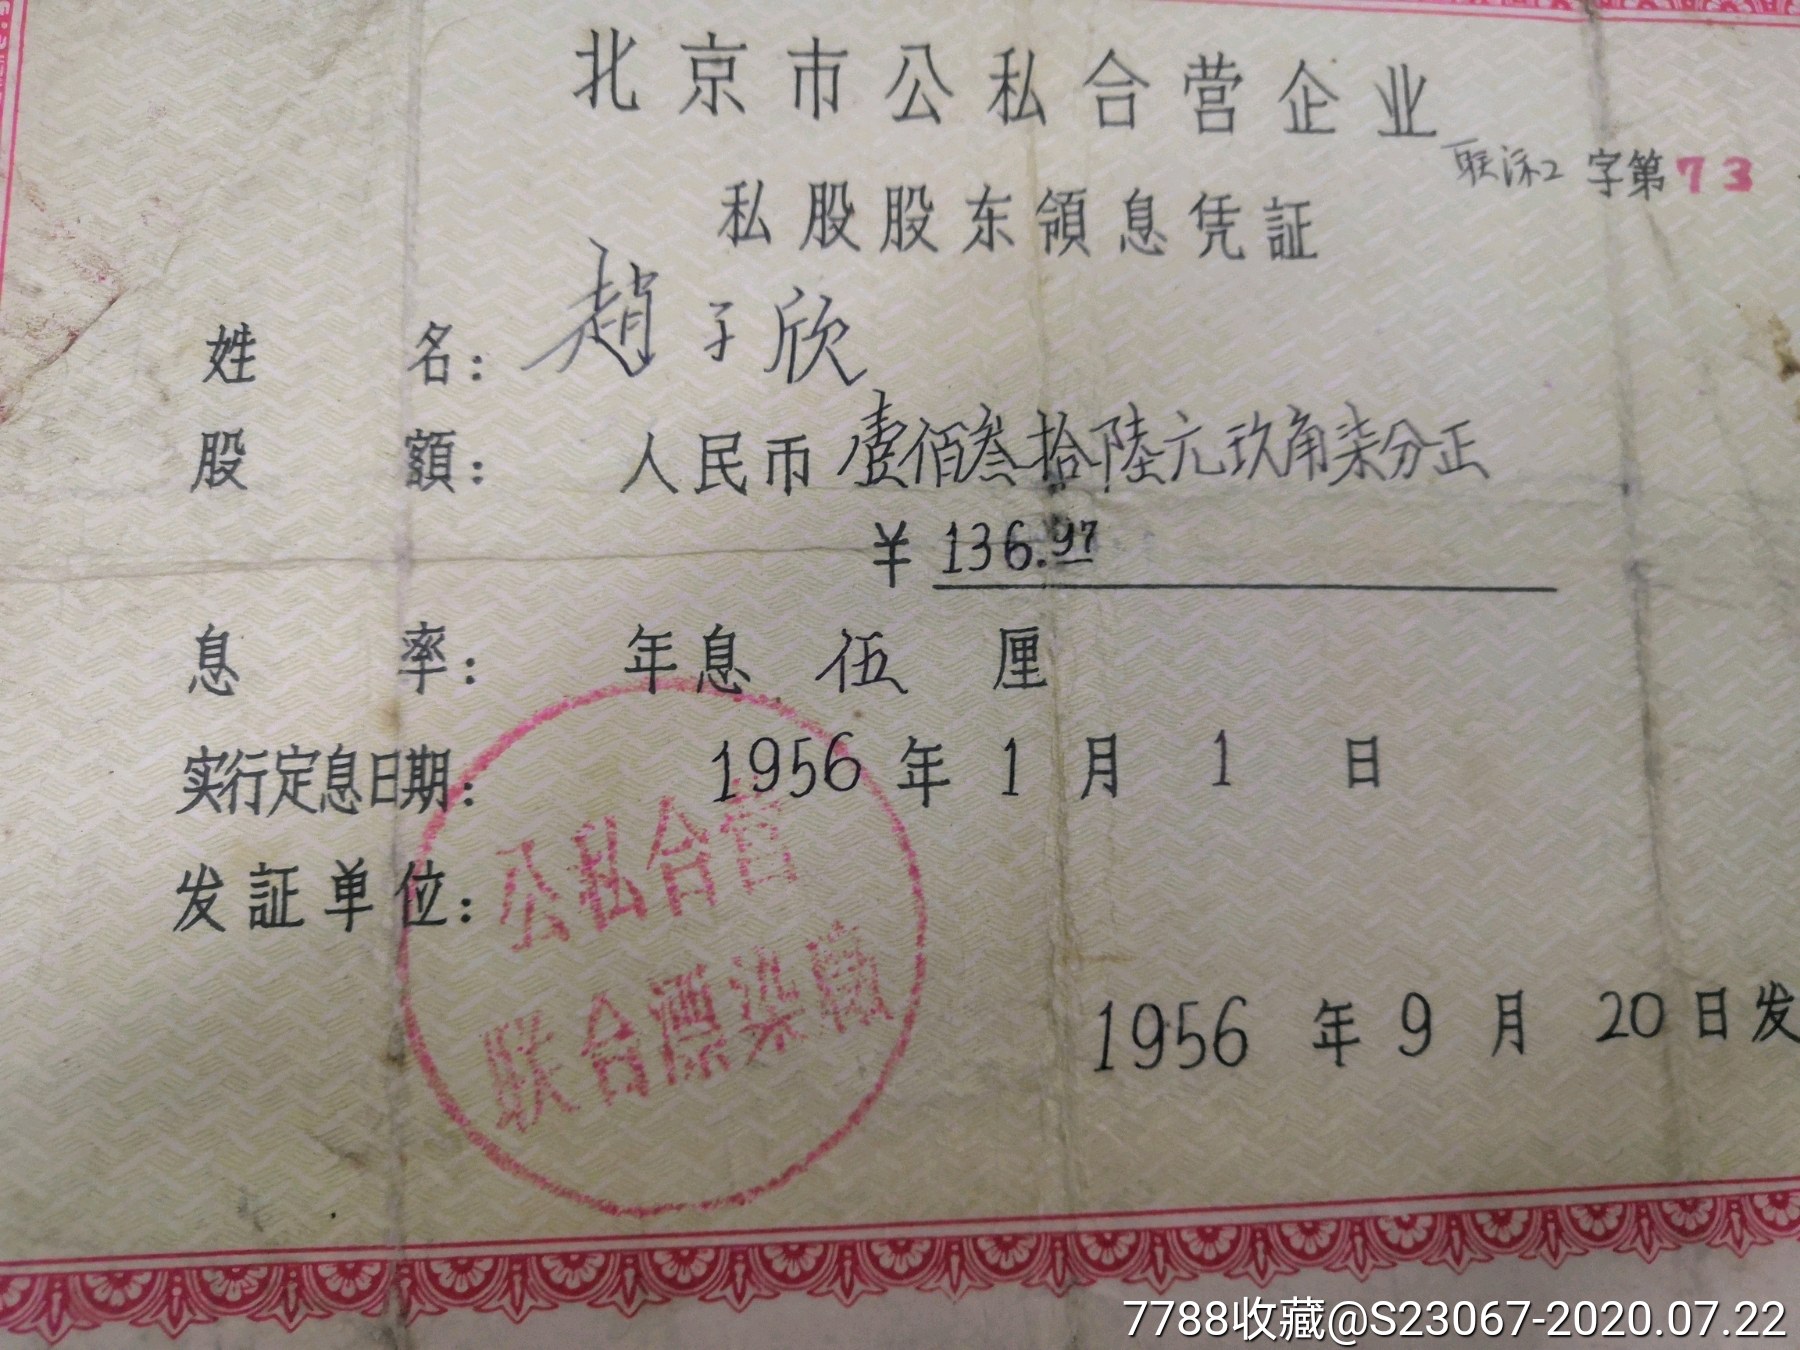 北京市公私合营企业
私股股东領息凭証
字第73
姓名：趙子欣
股額：人民币壹佰叁拾陸元玖角柒分正
¥136.97
息率：年息伍厘
实行定息日期：1956年1月1日
发証单位：
公私合营
联合漂染廠
1956年9月20日发
7788收藏@S23067-2020.07.22